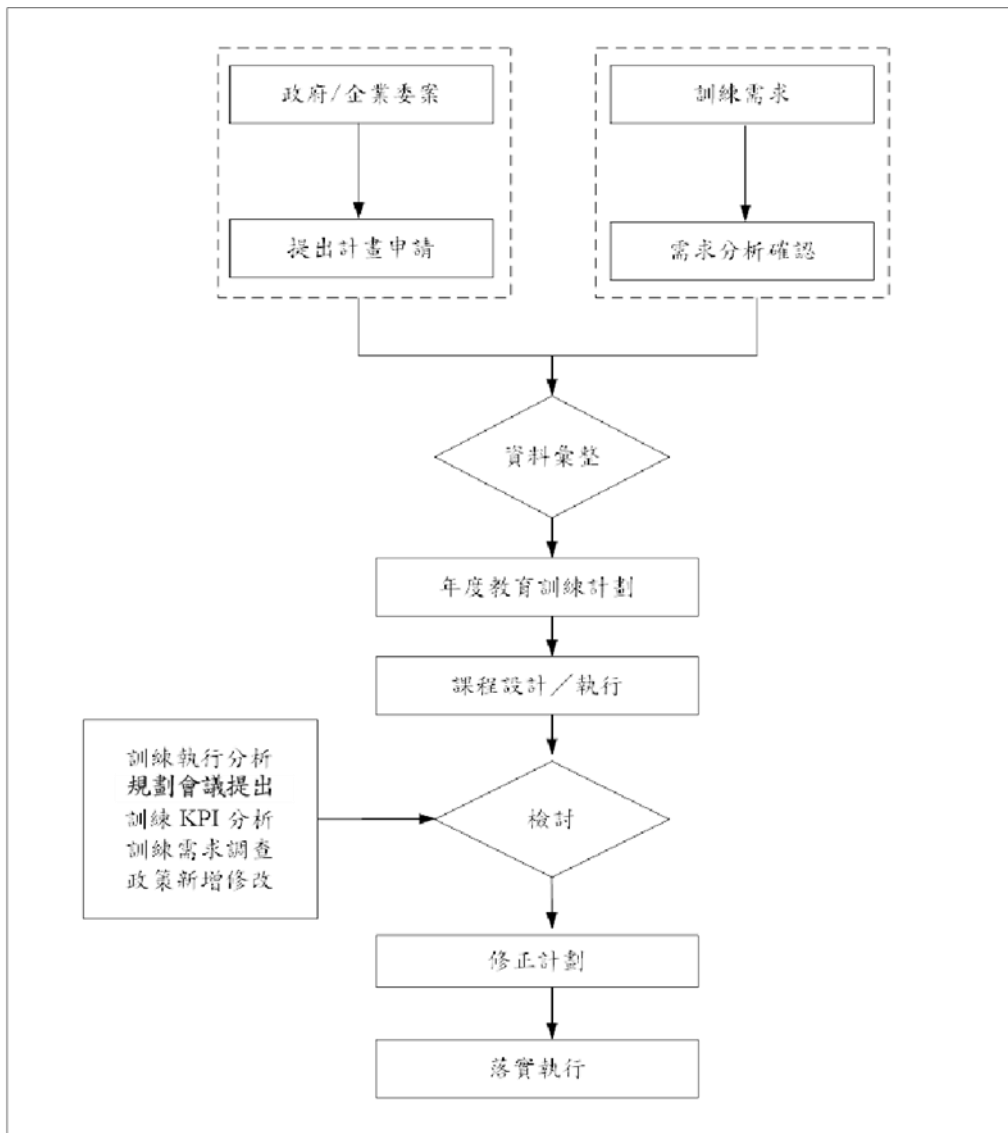 政府/企業委案
訓練需求
提出計畫申請
需求分析確認
資料彙整
年度教育訓練計劃
課程設計／執行
訓練執行分析
規劃會議提出
訓練 KPI 分析
訓練需求調查
政策新增修改
檢討
修正計劃
落實執行